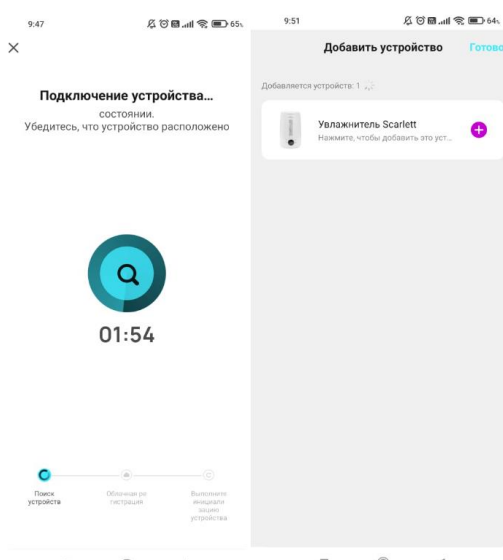 9:47
65%
Подключение устройства...
состоянии.
Убедитесь, что устройство расположено
01:54
Поиск
устройств
Облачная ре
гистрация
Выполните
инициали
зацию
устройства
9:51
64%
Добавить устройство
Готово
Добавляется устройств: 1
Увлажнитель Scarlett
Нажмите, чтобы добавить это уст...